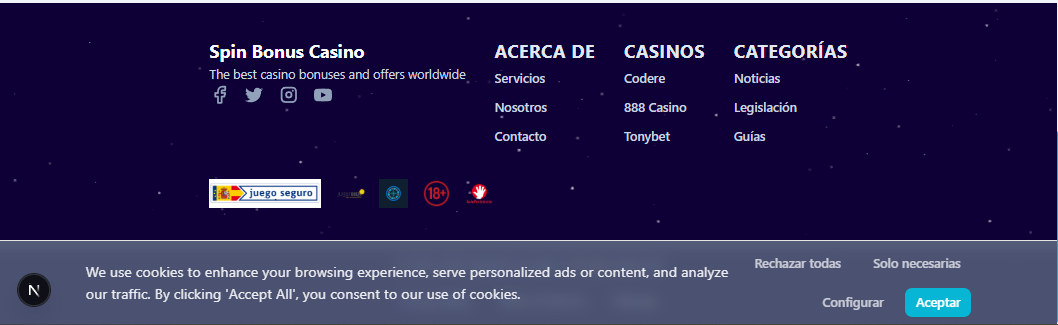 Spin Bonus Casino
The best casino bonuses and offers worldwide
ACERCA DE
Servicios
Nosotros
Contacto
CASINOS
Codere
888 Casino
Tonybet
CATEGORÍAS
Noticias
Legislación
Guías
juego seguro
18+
We use cookies to enhance your browsing experience, serve personalized ads or content, and analyze
our traffic. By clicking 'Accept All', you consent to our use of cookies.
Rechazar todas
Solo necesarias
Configurar
Aceptar
N